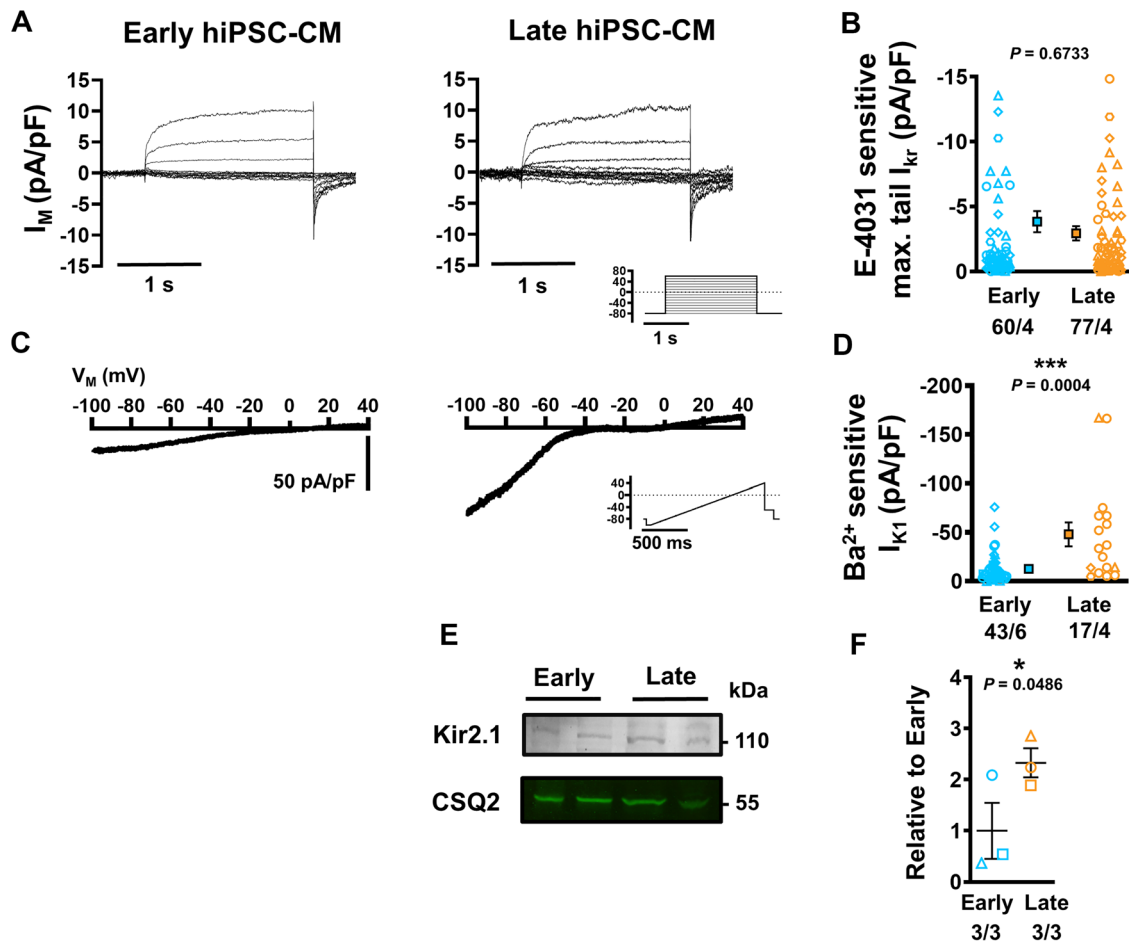 A
Early hiPSC-CM
Late hiPSC-CM
I_M (pA/pF)
15
10
5
0
-5
-10
-15
1 s
15
10
5
0
-5
-10
-15
1 s
80
40
0
-40
-80
1 s
B
P = 0.6733
E-4031 sensitive
max. tail I_kr (pA/pF)
-15
-10
-5
0
Early
Late
60/4
77/4
C
V_M (mV)
-100 -80 -60 -40 -20 0 20 40
50 pA/pF
-100 -80 -60 -40 -20 0 20 40
40
0
-40
-80
500 ms
D
***
P = 0.0004
Ba2+ sensitive
I_K1 (pA/pF)
-200
-150
-100
-50
0
Early
Late
43/6
17/4
E
Early
Late
kDa
Kir2.1
- 110
CSQ2
- 55
F
*
P = 0.0486
Relative to Early
4
3
2
1
0
Early
Late
3/3
3/3